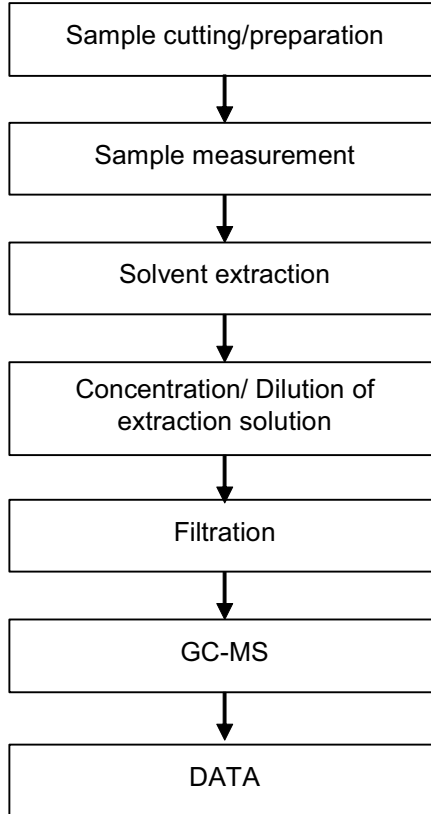 Sample cutting/preparation
Sample measurement
Solvent extraction
Concentration/ Dilution of
extraction solution
Filtration
GC-MS
DATA